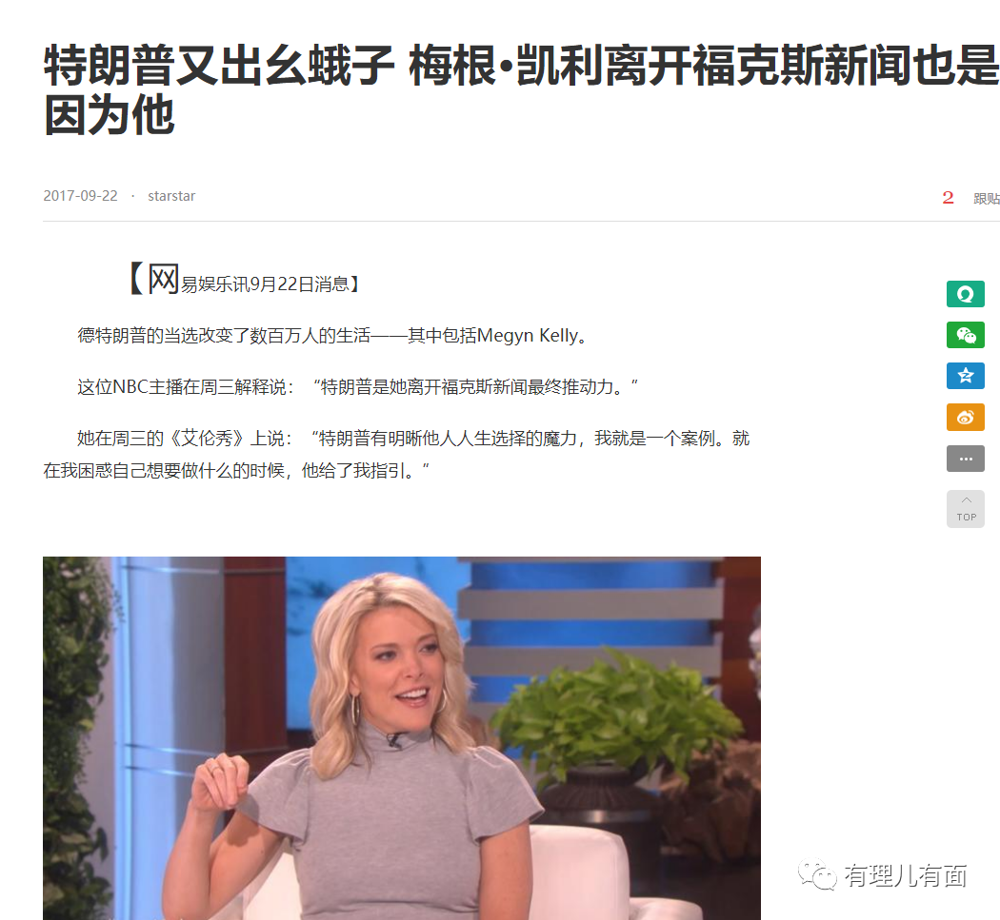 特朗普又出幺蛾子 梅根•凯利离开福克斯新闻也是
因为他
2017-09-22 · starstar
2 跟贴
【网易娱乐讯9月22日消息】
德特朗普的当选改变了数百万人的生活——其中包括Megyn Kelly。
这位NBC主播在周三解释说：“特朗普是她离开福克斯新闻最终推动力。”
她在周三的《艾伦秀》上说：“特朗普有明晰他人人生选择的魔力，我就是一个案例。就
在我困惑自己想要做什么的时候，他给了我指引。”
TOP
有理儿有面